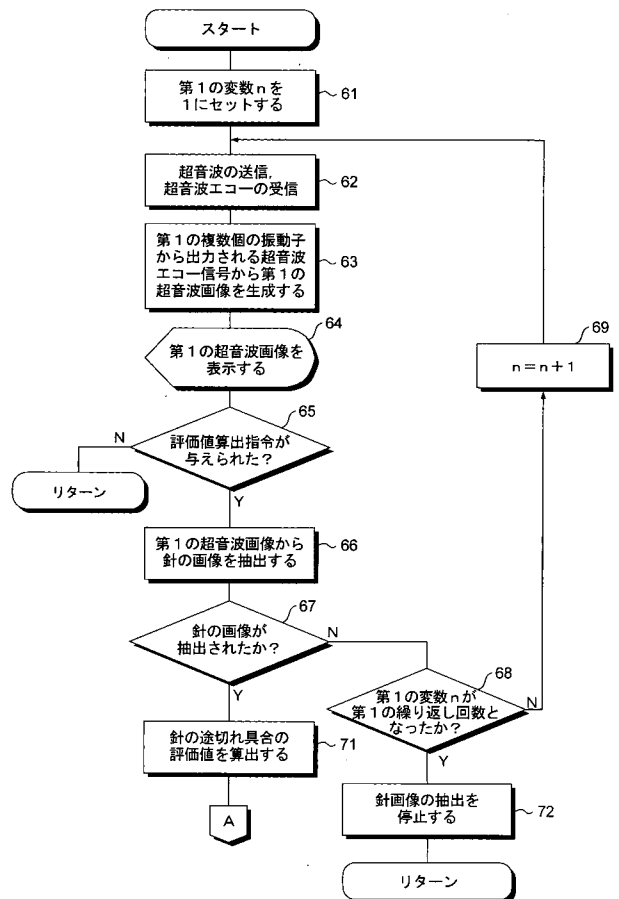 スタート
第1の変数nを
1にセットする
61
超音波の送信,
超音波エコーの受信
62
第1の複数個の振動子
から出力される超音波
エコー信号から第1の
超音波画像を生成する
63
64
第1の超音波画像を
表示する
69
n=n+1
65
評価値算出指令が
与えられた?
N
リターン
Y
第1の超音波画像から
針の画像を抽出する
66
67
針の画像が
抽出されたか?
N
Y
68
第1の変数nが
第1の繰り返し回数と
なったか?
N
Y
針の途切れ具合の
評価値を算出する
71
針画像の抽出を
停止する
72
A
リターン